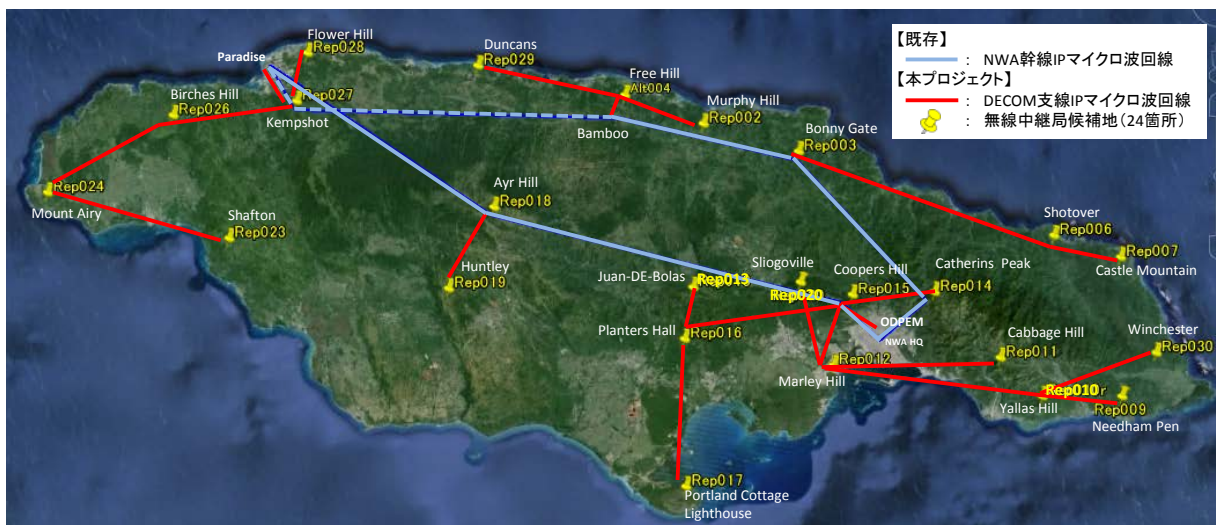 【既存】
: NWA幹線IPマイクロ波回線
【本プロジェクト】
: DECOM支線IPマイクロ波回線
: 無線中継局候補地(24箇所)
Flower Hill
Rep028
Paradise
Duncans
Rep029
Free Hill
Alt004
Birches Hill
Rep026
Rep027
Kempshot
Murphy Hill
Rep002
Bamboo
Bonny Gate
Rep003
Rep024
Mount Airy
Ayr Hill
Rep018
Shafton
Rep023
Shotover
Rep006
Rep007
Castle Mountain
Huntley
Rep019
Juan-DE-Bolas
Rep013
Sliogoville
Rep020
Coopers Hill
Rep015
Catherins Peak
Rep014
ODPEM
NWA HQ
Planters Hall
Rep016
Cabbage Hill
Rep011
Winchester
Rep030
Rep012
Marley Hill
Rep010
Yallas Hill
Rep009
Needham Pen
Rep017
Portland Cottage
Lighthouse